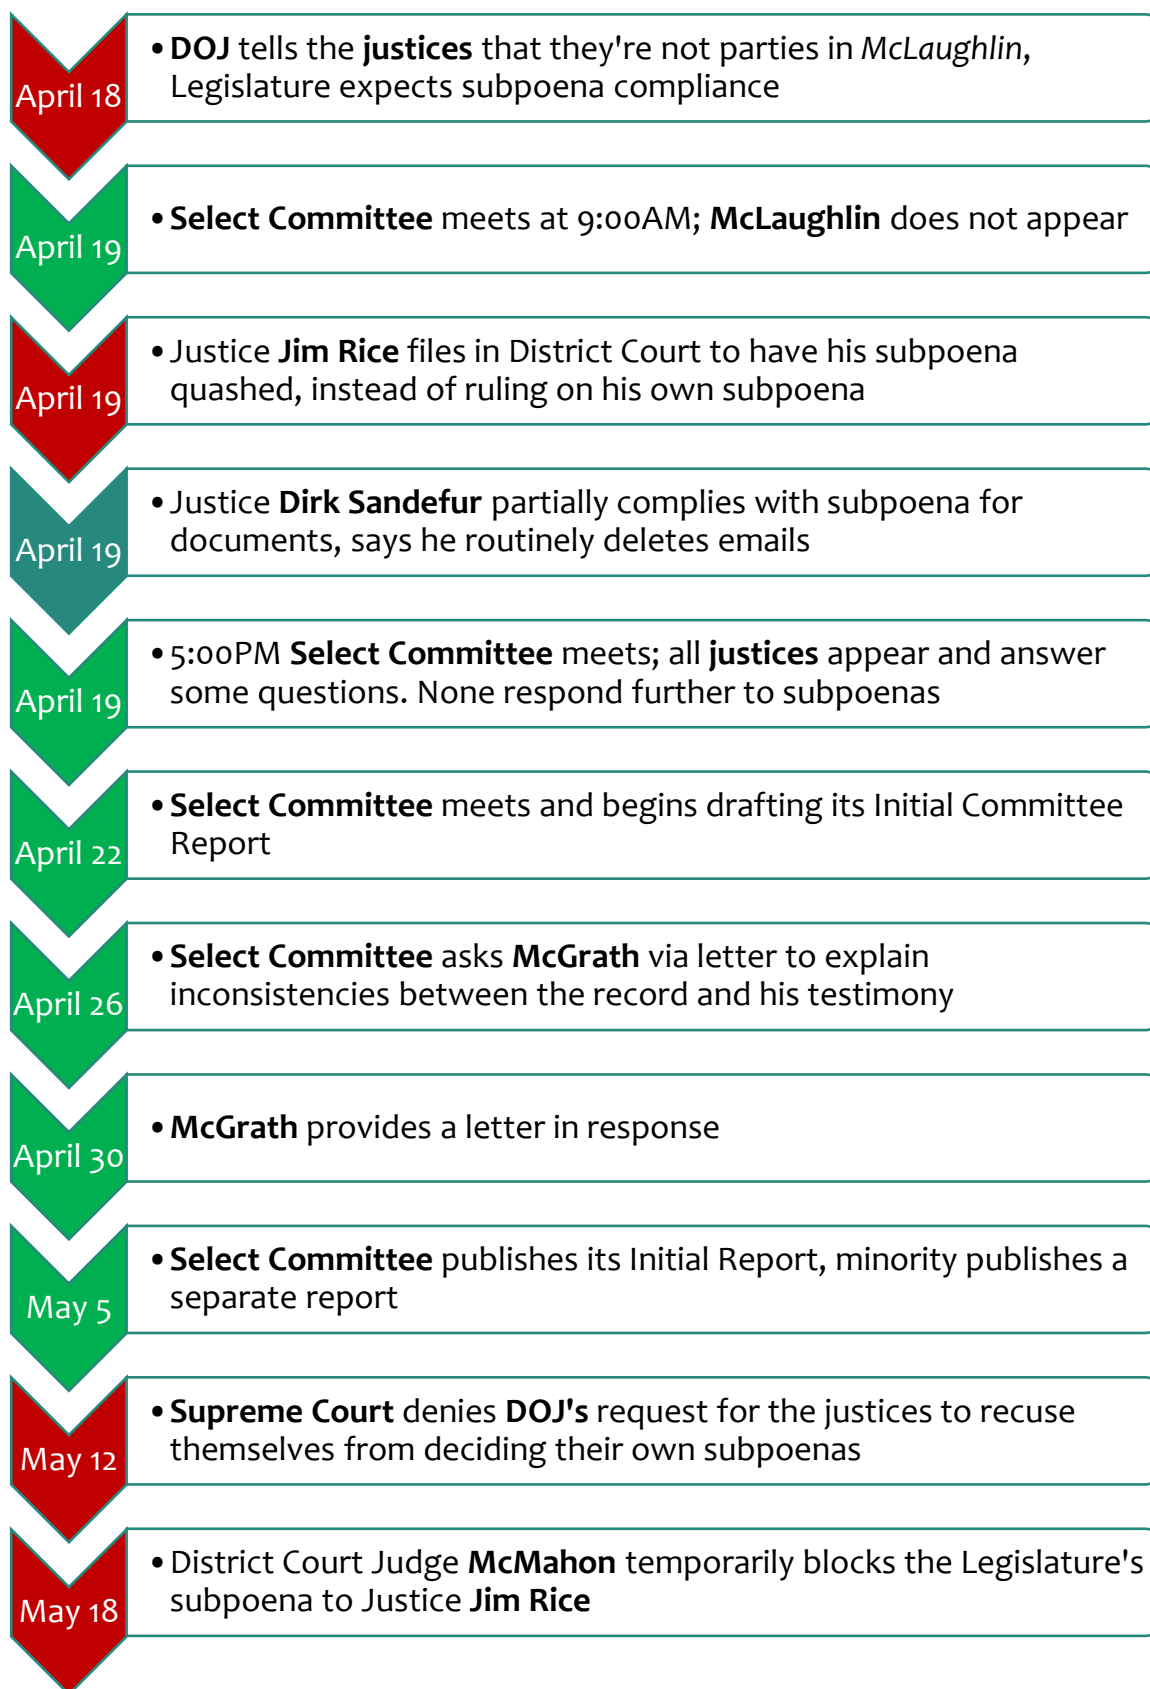 April 18
• DOJ tells the justices that they're not parties in McLaughlin,
Legislature expects subpoena compliance
April 19
• Select Committee meets at 9:00AM; McLaughlin does not appear
April 19
• Justice Jim Rice files in District Court to have his subpoena
quashed, instead of ruling on his own subpoena
April 19
• Justice Dirk Sandefur partially complies with subpoena for
documents, says he routinely deletes emails
April 19
• 5:00PM Select Committee meets; all justices appear and answer
some questions. None respond further to subpoenas
April 22
• Select Committee meets and begins drafting its Initial Committee
Report
April 26
• Select Committee asks McGrath via letter to explain
inconsistencies between the record and his testimony
April 30
• McGrath provides a letter in response
May 5
• Select Committee publishes its Initial Report, minority publishes a
separate report
May 12
• Supreme Court denies DOJ's request for the justices to recuse
themselves from deciding their own subpoenas
May 18
• District Court Judge McMahon temporarily blocks the Legislature's
subpoena to Justice Jim Rice